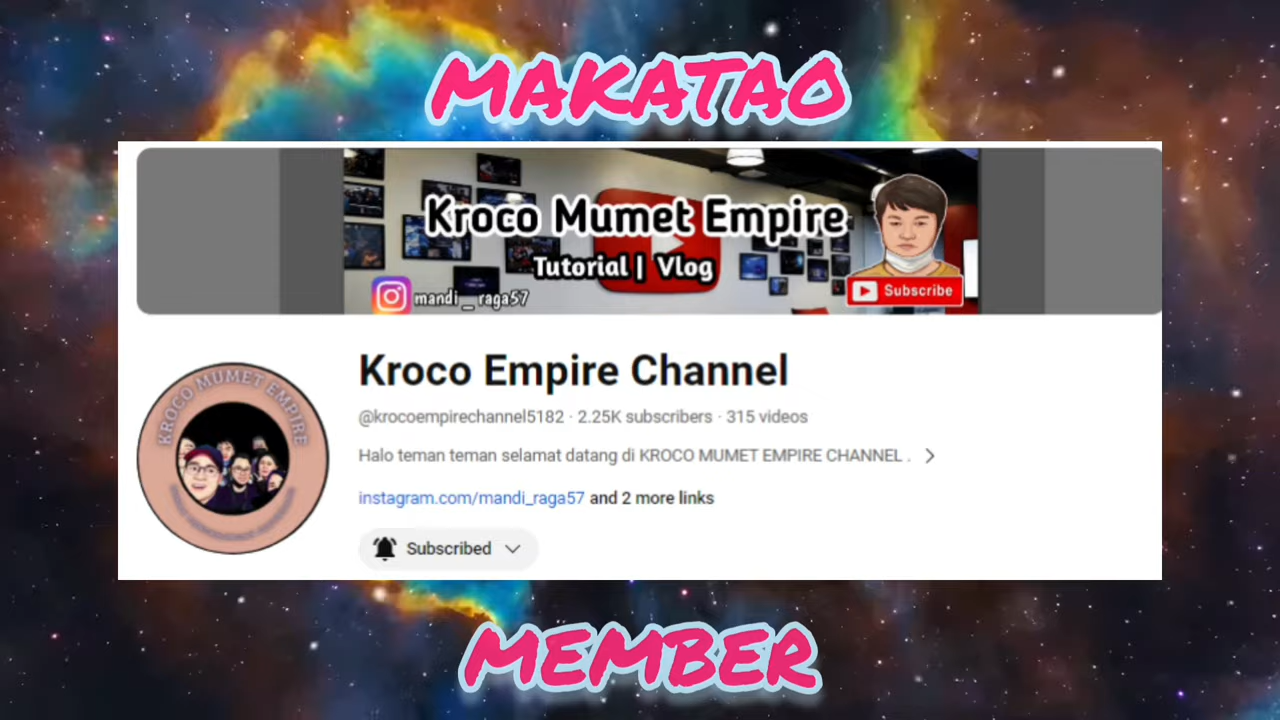 MAKATAO
Kroco Mumet Empire
Tutorial | Vlog
mandi _ raga57
Subscribe
Kroco Empire Channel
@krocoempirechannel5182 · 2.25K subscribers · 315 videos
KROCO MUMET EMPIRE
Halo teman teman selamat datang di KROCO MUMET EMPIRE CHANNEL .
instagram.com/mandi_raga57 and 2 more links
Subscribed
MEMBER